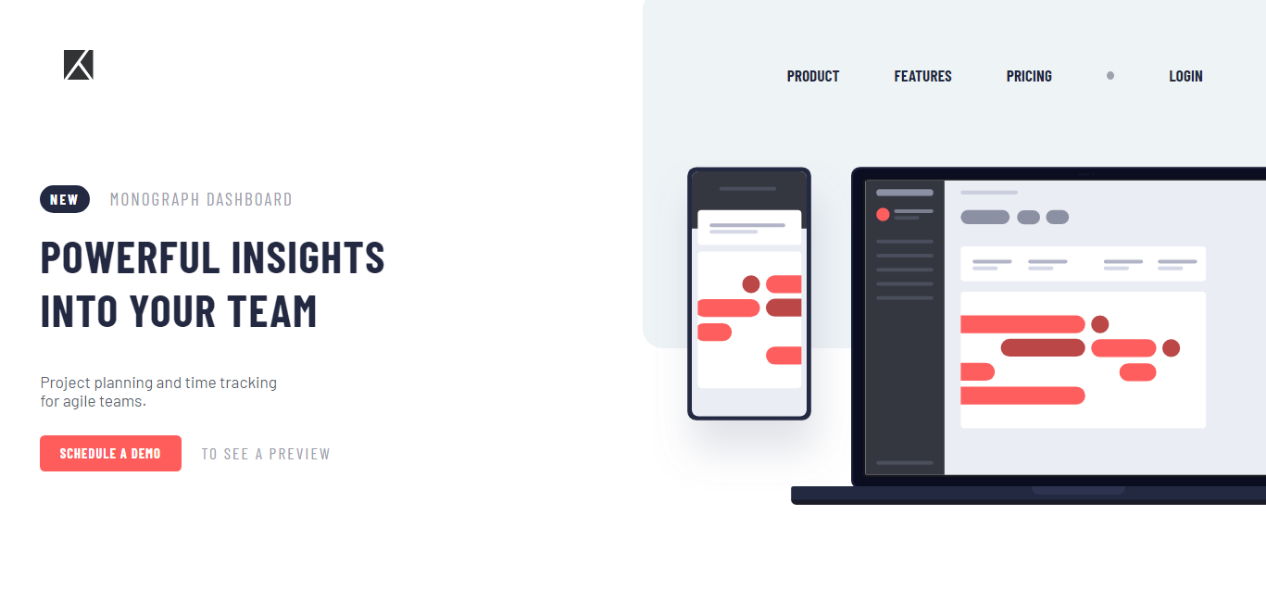 PRODUCT FEATURES PRICING LOGIN
NEW MONOGRAPH DASHBOARD
POWERFUL INSIGHTS
INTO YOUR TEAM
Project planning and time tracking
for agile teams.
SCHEDULE A DEMO TO SEE A PREVIEW